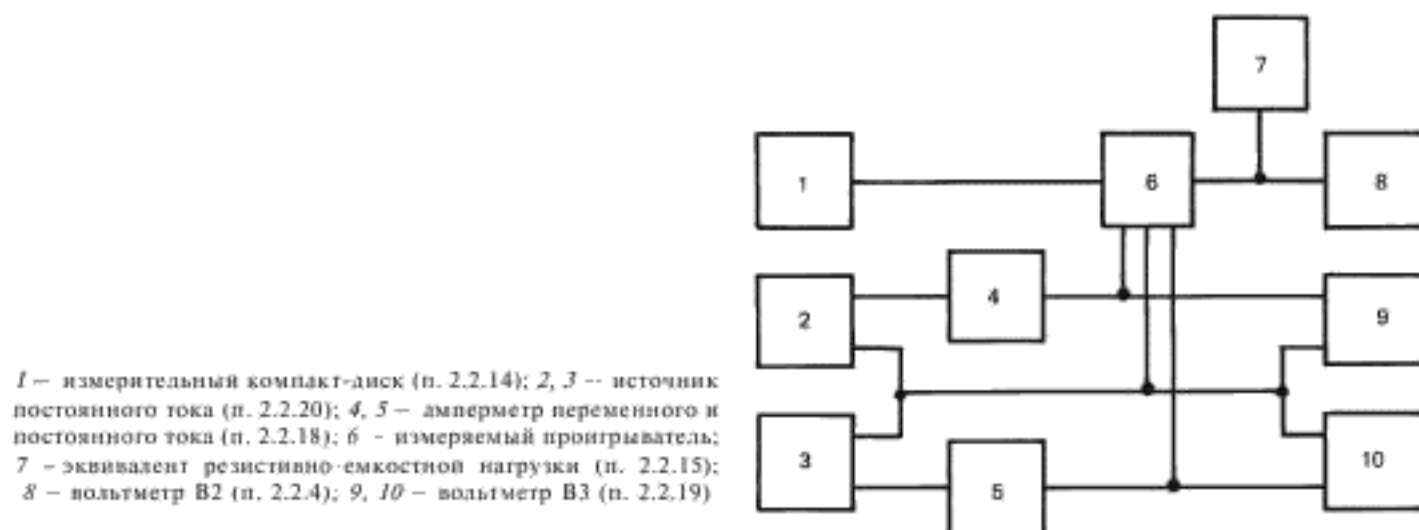 1 – измерительный компакт-диск (п. 2.2.14); 2, 3 -- источник
постоянного тока (п. 2.2.20); 4, 5 – амперметр переменного и
постоянного тока (п. 2.2.18); 6 - измеряемый проигрыватель;
7 – эквивалент резистивно-емкостной нагрузки (п. 2.2.15);
8 – вольтметр В2 (п. 2.2.4); 9, 10 – вольтметр В3 (п. 2.2.19)
7
1
6
8
2
4
9
3
5
10